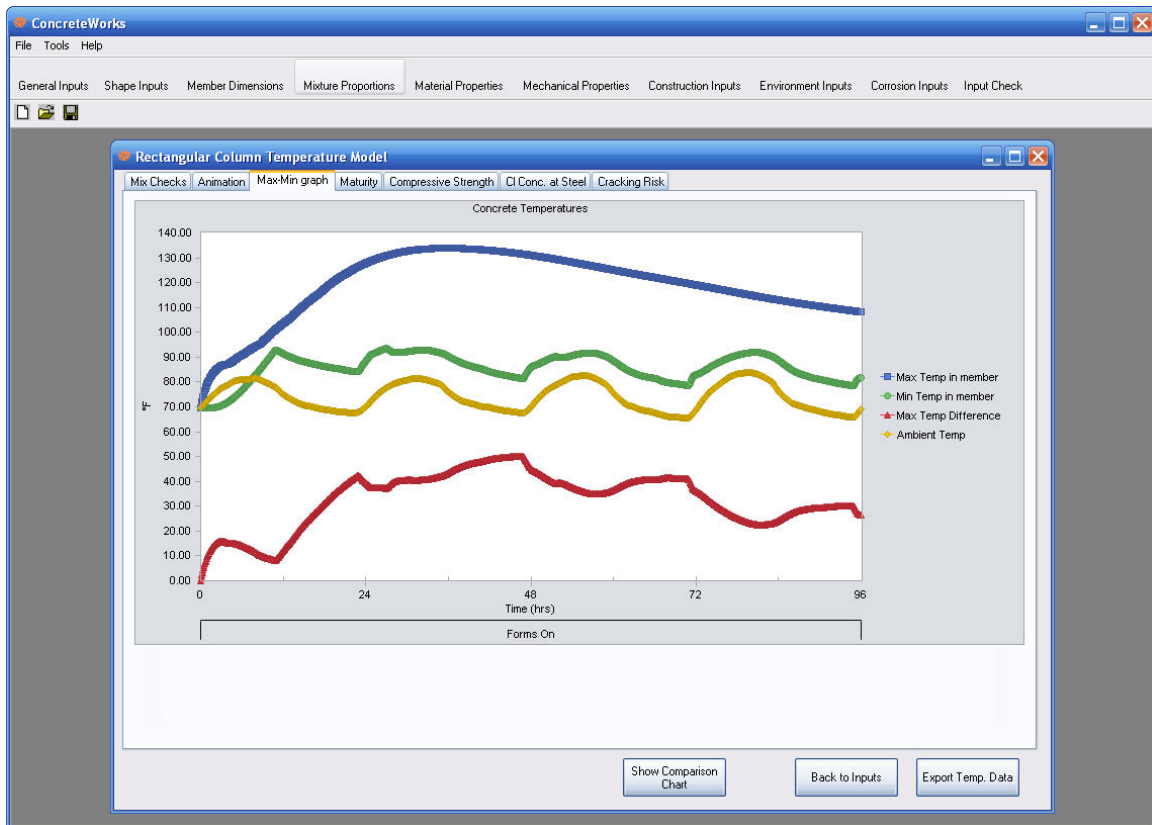 ConcreteWorks
File Tools Help
General Inputs Shape Inputs Member Dimensions Mixture Proportions Material Properties Mechanical Properties Construction Inputs Environment Inputs Corrosion Inputs Input Check
Rectangular Column Temperature Model
Mix Checks Animation Max-Min graph Maturity Compressive Strength Cl Conc. at Steel Cracking Risk
Concrete Temperatures
140.00
130.00
120.00
110.00
100.00
90.00
80.00
70.00
60.00
50.00
40.00
30.00
20.00
10.00
0.00
°F
0 24 48 72 96
Time (hrs)
Forms On
Max Temp in member
Min Temp in member
Max Temp Difference
Ambient Temp
Show Comparison
Chart
Back to Inputs
Export Temp. Data